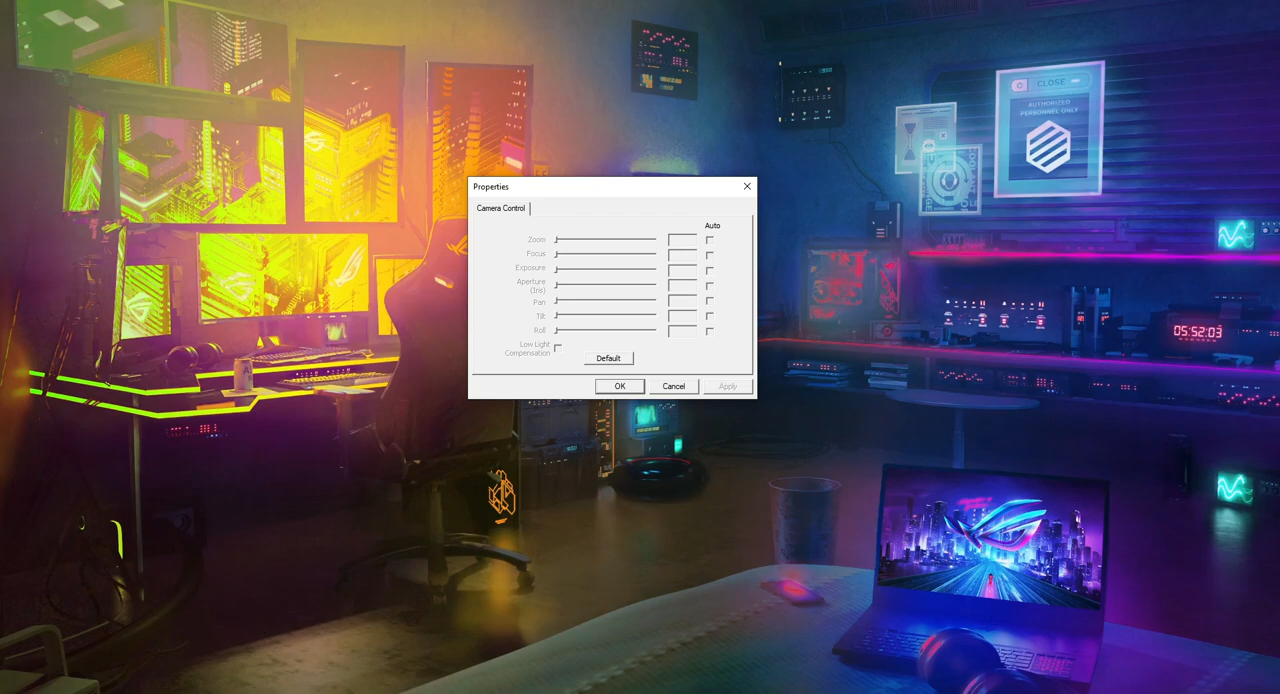 CLOSE
AUTHORIZED
PERSONNEL ONLY
Properties
Camera Control
Auto
Zoom
Focus
Exposure
Aperture
(Iris)
Pan
Tilt
Roll
Low Light
Compensation
Default
OK
Cancel
Apply
05:52:03